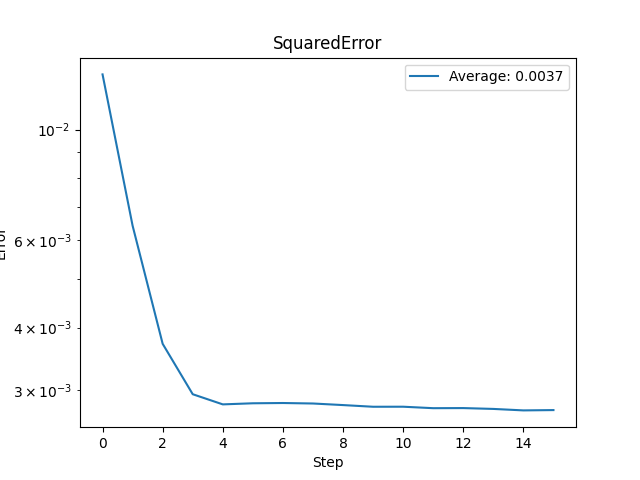 SquaredError
Average: 0.0037
Error
10⁻²
6 × 10⁻³
4 × 10⁻³
3 × 10⁻³
0 2 4 6 8 10 12 14
Step